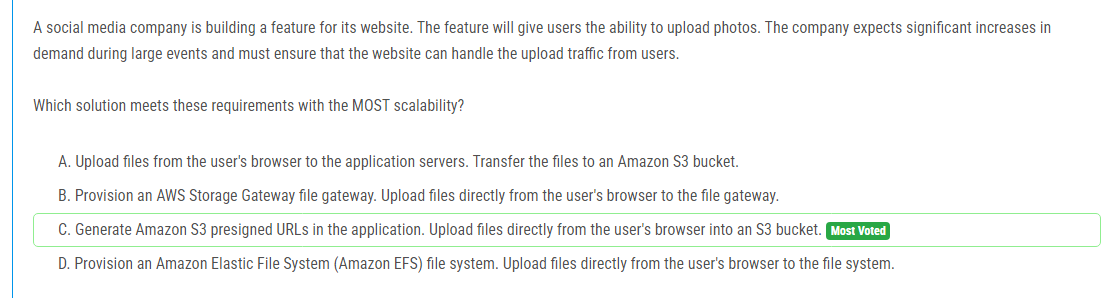 A social media company is building a feature for its website. The feature will give users the ability to upload photos. The company expects significant increases in
demand during large events and must ensure that the website can handle the upload traffic from users.
Which solution meets these requirements with the MOST scalability?
A. Upload files from the user's browser to the application servers. Transfer the files to an Amazon S3 bucket.
B. Provision an AWS Storage Gateway file gateway. Upload files directly from the user's browser to the file gateway.
C. Generate Amazon S3 presigned URLs in the application. Upload files directly from the user's browser into an S3 bucket. Most Voted
D. Provision an Amazon Elastic File System (Amazon EFS) file system. Upload files directly from the user's browser to the file system.